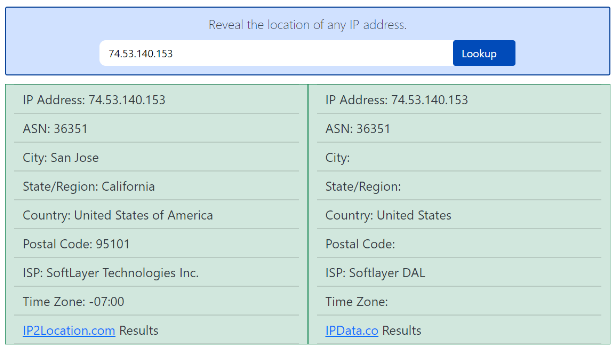 Reveal the location of any IP address.
74.53.140.153
Lookup
IP Address: 74.53.140.153
ASN: 36351
City: San Jose
State/Region: California
Country: United States of America
Postal Code: 95101
ISP: SoftLayer Technologies Inc.
Time Zone: -07:00
IP2Location.com Results
IP Address: 74.53.140.153
ASN: 36351
City:
State/Region:
Country: United States
Postal Code:
ISP: Softlayer DAL
Time Zone:
IPData.co Results